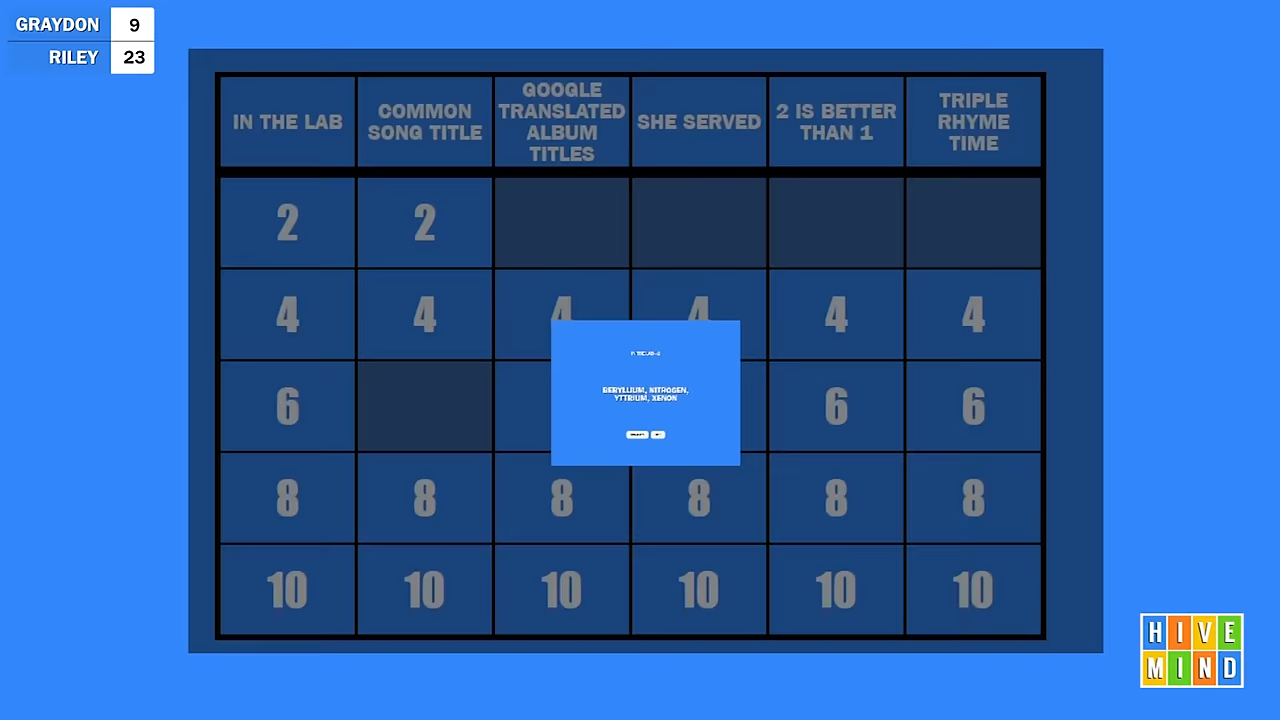 GRAYDON 9
RILEY 23
IN THE LAB
COMMON
SONG TITLE
GOOGLE
TRANSLATED
ALBUM
TITLES
SHE SERVED
2 IS BETTER
THAN 1
TRIPLE
RHYME
TIME
2 2
4 4 4 4 4 4
BERYLLIUM, NITROGEN,
YTTRIUM, XENON
6 6 6
8 8 8 8 8 8
10 10 10 10 10 10
HIVE
MIND